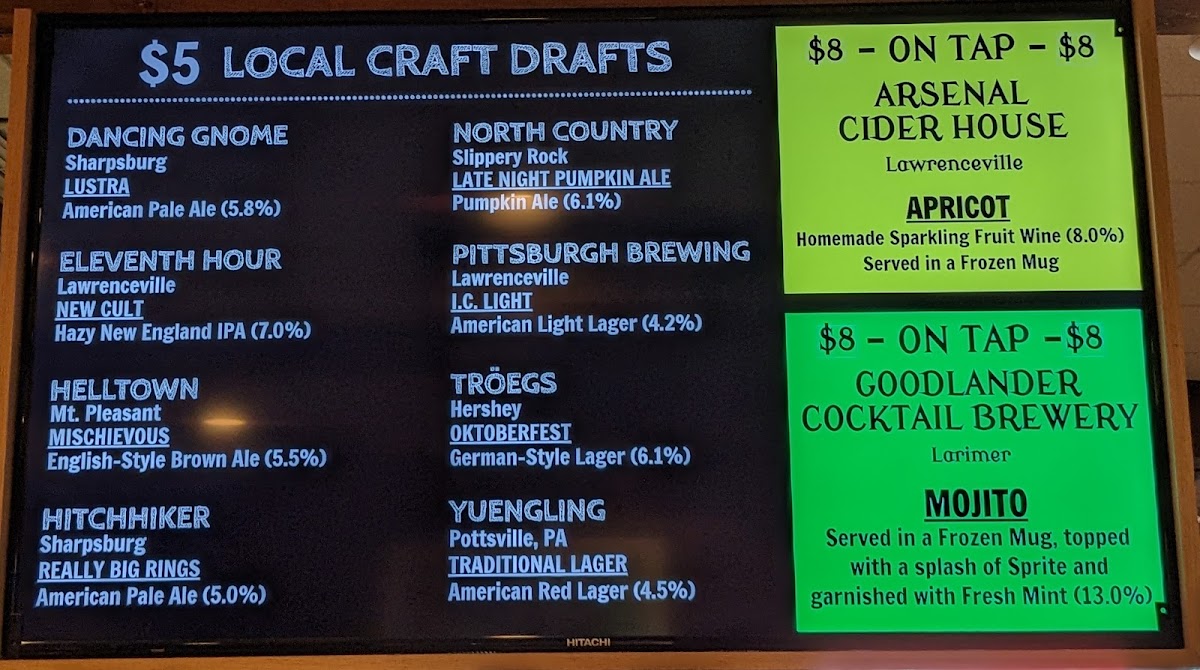 $5 LOCAL CRAFT DRAFTS
DANCING GNOME
Sharpsburg
LUSTRA
American Pale Ale (5.8%)
ELEVENTH HOUR
Lawrenceville
NEW CULT
Hazy New England IPA (7.0%)
HELLTOWN
Mt. Pleasant
MISCHIEVOUS
English-Style Brown Ale (5.5%)
HITCHHIKER
Sharpsburg
REALLY BIG RINGS
American Pale Ale (5.0%)
NORTH COUNTRY
Slippery Rock
LATE NIGHT PUMPKIN ALE
Pumpkin Ale (6.1%)
PITTSBURGH BREWING
Lawrenceville
I.C. LIGHT
American Light Lager (4.2%)
TRÖEGS
Hershey
OKTOBERFEST
German-Style Lager (6.1%)
YUENGLING
Pottsville, PA
TRADITIONAL LAGER
American Red Lager (4.5%)
$8 - ON TAP - $8
ARSENAL
CIDER HOUSE
Lawrenceville
APRICOT
Homemade Sparkling Fruit Wine (8.0%)
Served in a Frozen Mug
$8 - ON TAP -$8
GOODLANDER
COCKTAIL BREWERY
Larimer
MOJITO
Served in a Frozen Mug, topped
with a splash of Sprite and
garnished with Fresh Mint (13.0%)
HITACHI